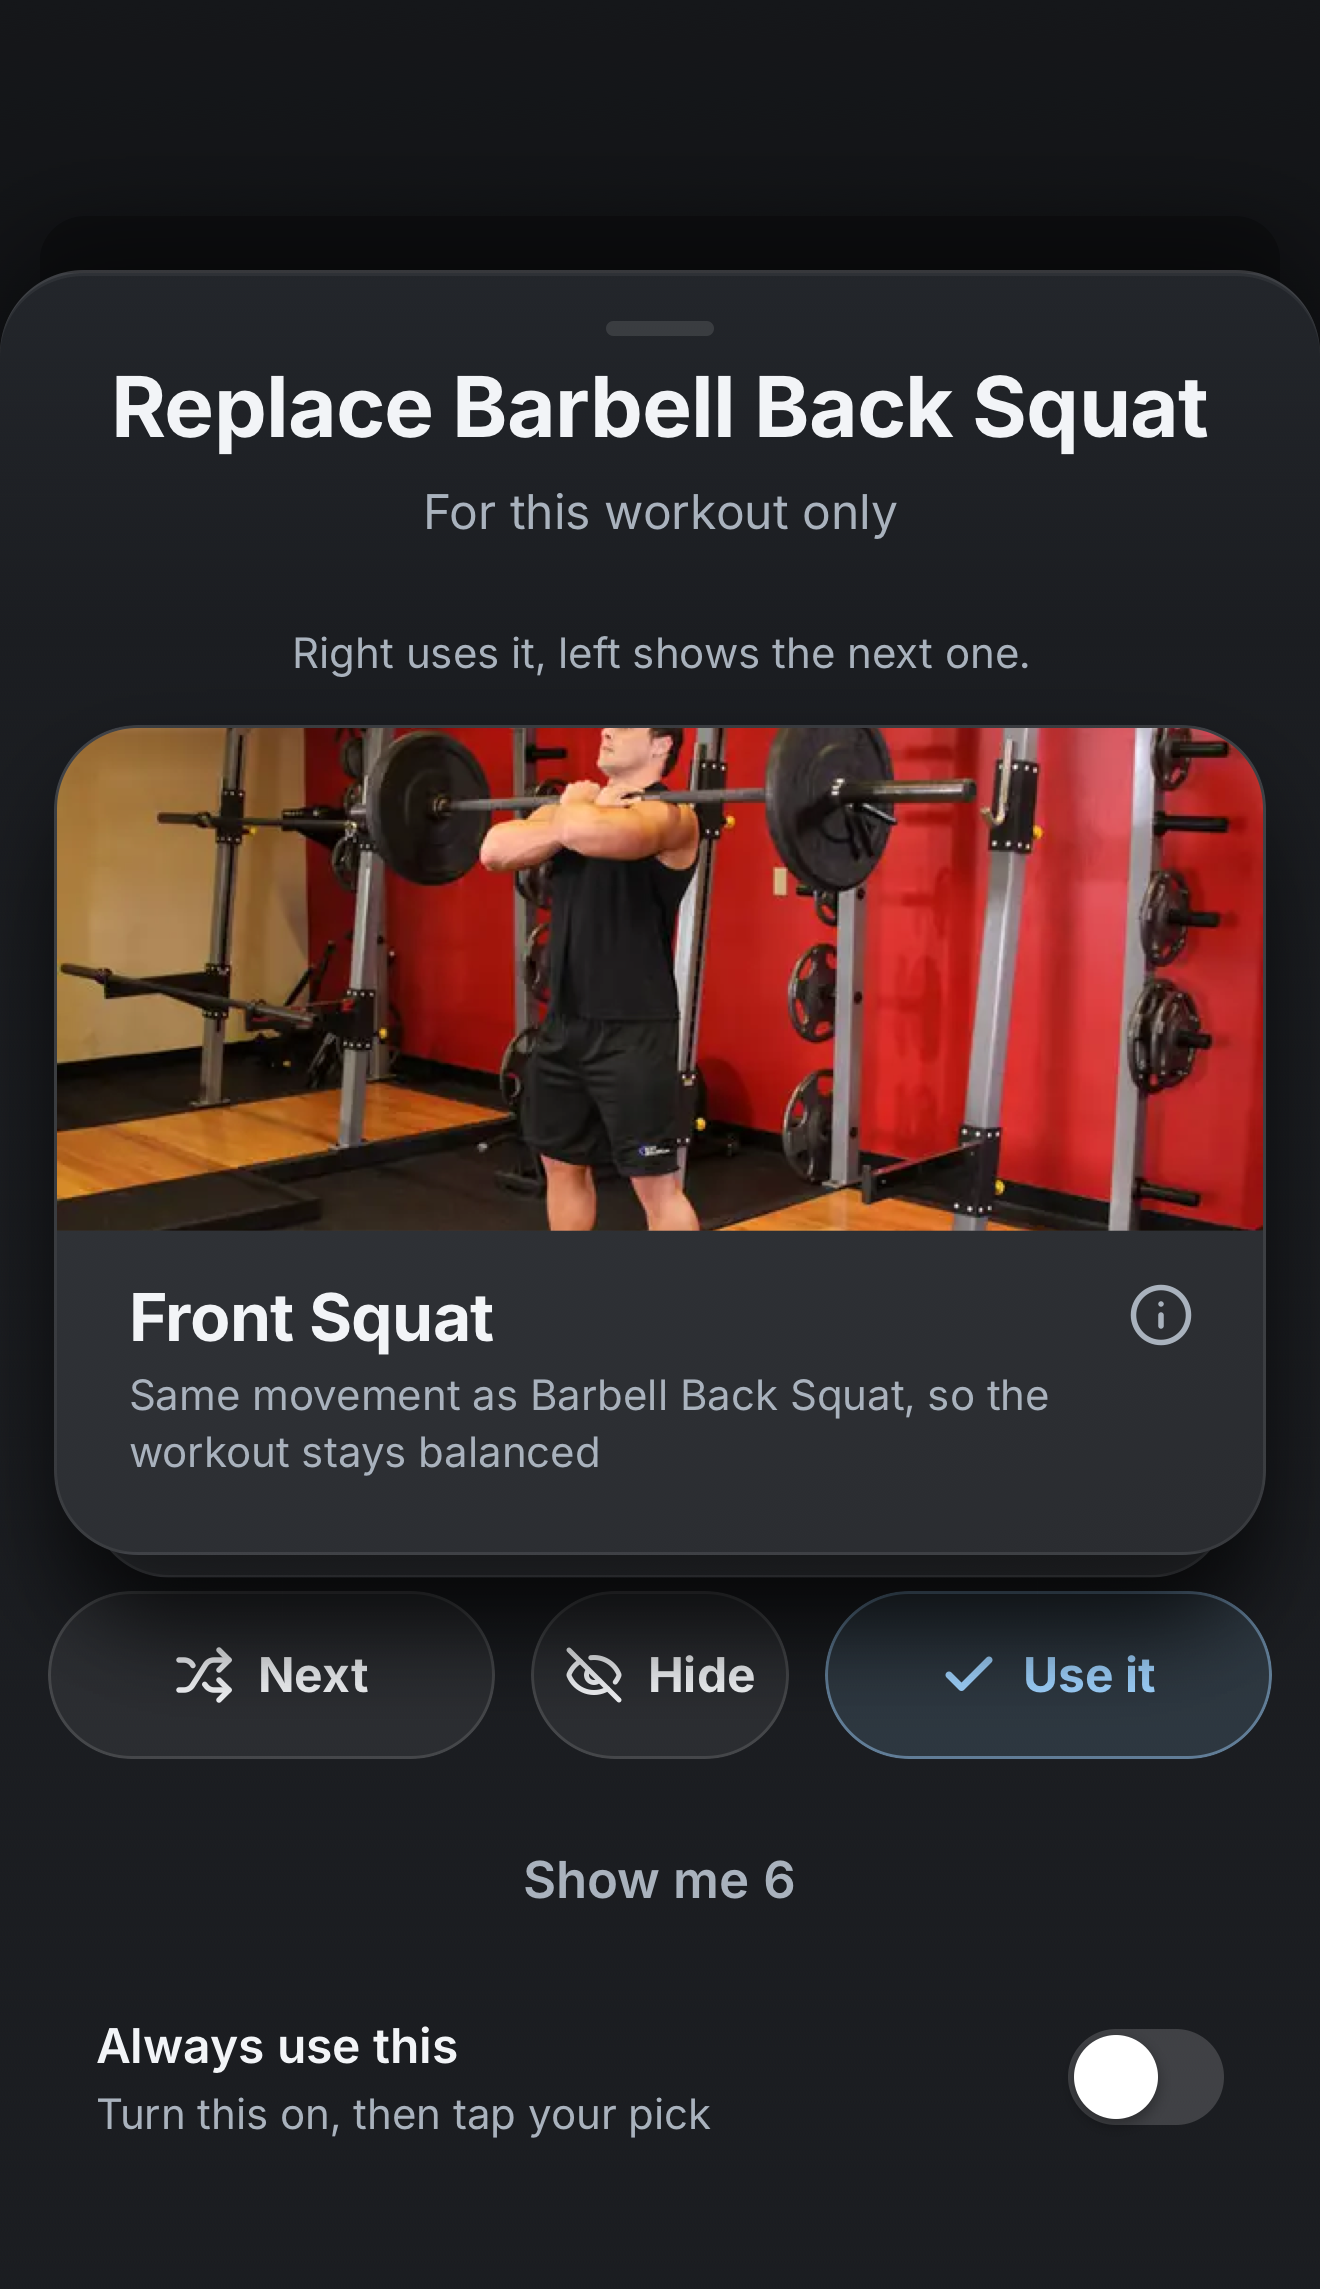 Replace Barbell Back Squat
For this workout only
Right uses it, left shows the next one.
Front Squat
Same movement as Barbell Back Squat, so the
workout stays balanced
Next
Hide
Use it
Show me 6
Always use this
Turn this on, then tap your pick